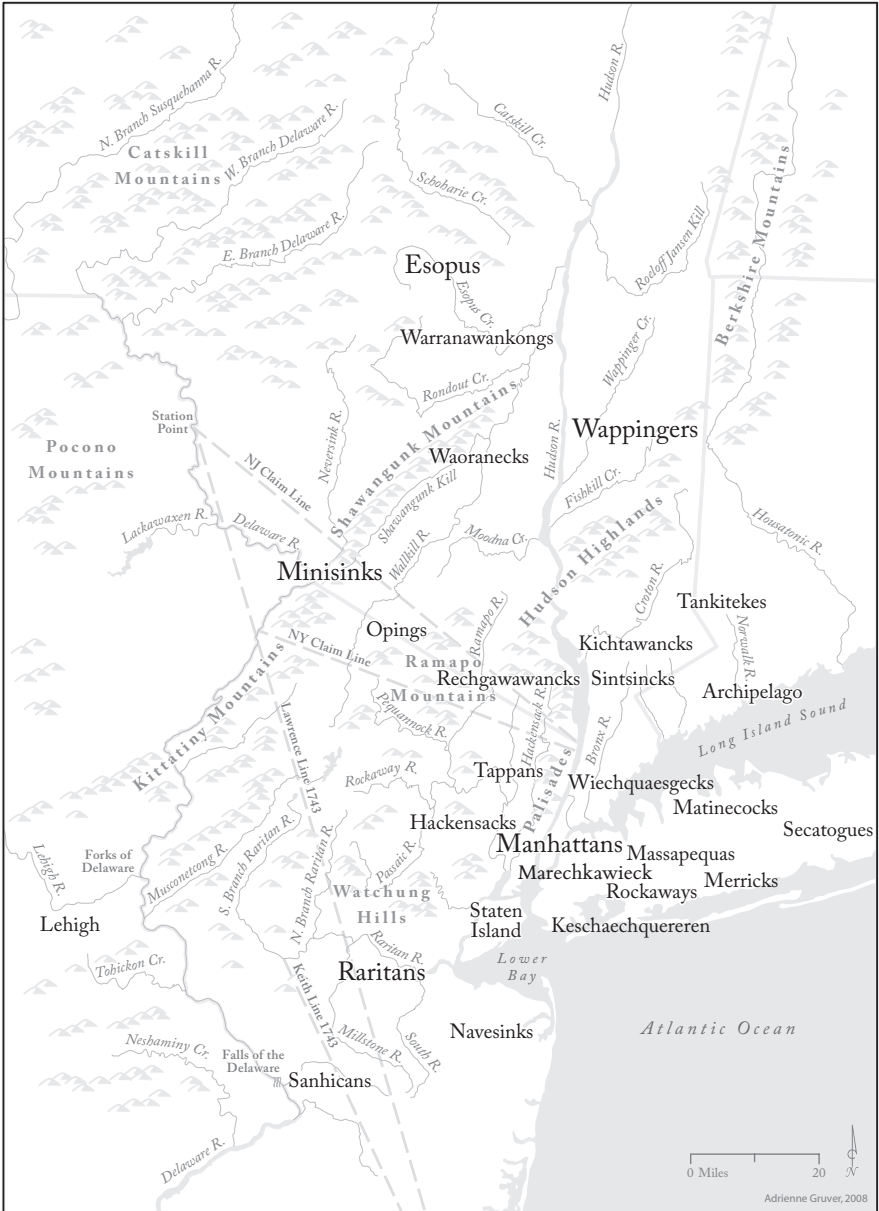 Hudson R.
N. Branch Susquehanna R.
Catskill Cr.
W. Branch Delaware R.
Catskill
Mountains
Schoharie Cr.
Berkshire Mountains
Roeloff Jansen Kill
E. Branch Delaware R.
Esopus
Esopus Cr.
Warranawankongs
Wappinger Cr.
Rondout Cr.
Station
Point
Neversink R.
Shawangunk Mountains
Hudson R.
Wappingers
Pocono
Mountains
NJ Claim Line
Waoranecks
Shawangunk Kill
Fishkill Cr.
Lackawaxen R.
Delaware R.
Wallkill R.
Moodna Cr.
Hudson Highlands
Housatonic R.
Minisinks
Croton R.
Tankitekes
Opings
Ramapo R.
Norwalk R.
NY Claim Line
Kichtawancks
Ramapo
Mountains
Rechgawawancks
Sintsincks
Archipelago
Kittatiny Mountains
Pequannock R.
Hackensack R.
Bronx R.
Long Island Sound
Lawrence Line 1743
Rockaway R.
Tappans
Palisades
Wiechquaesgecks
Matinecocks
Hackensacks
Secatogues
Manhattans
Massapequas
Lehigh R.
Forks of
Delaware
Musconetcong R.
S. Branch Raritan R.
N. Branch Raritan R.
Passaic R.
Marechkawieck
Merricks
Rockaways
Watchung
Hills
Lehigh
Staten
Island
Keschaechquereren
Tohickon Cr.
Raritan R.
Lower
Bay
Raritans
Keith Line 1743
Navesinks
Atlantic Ocean
Neshaminy Cr.
Falls of the
Delaware
Millstone R.
South R.
Sanhicans
Delaware R.
0 Miles 20
N
Adrienne Gruver, 2008